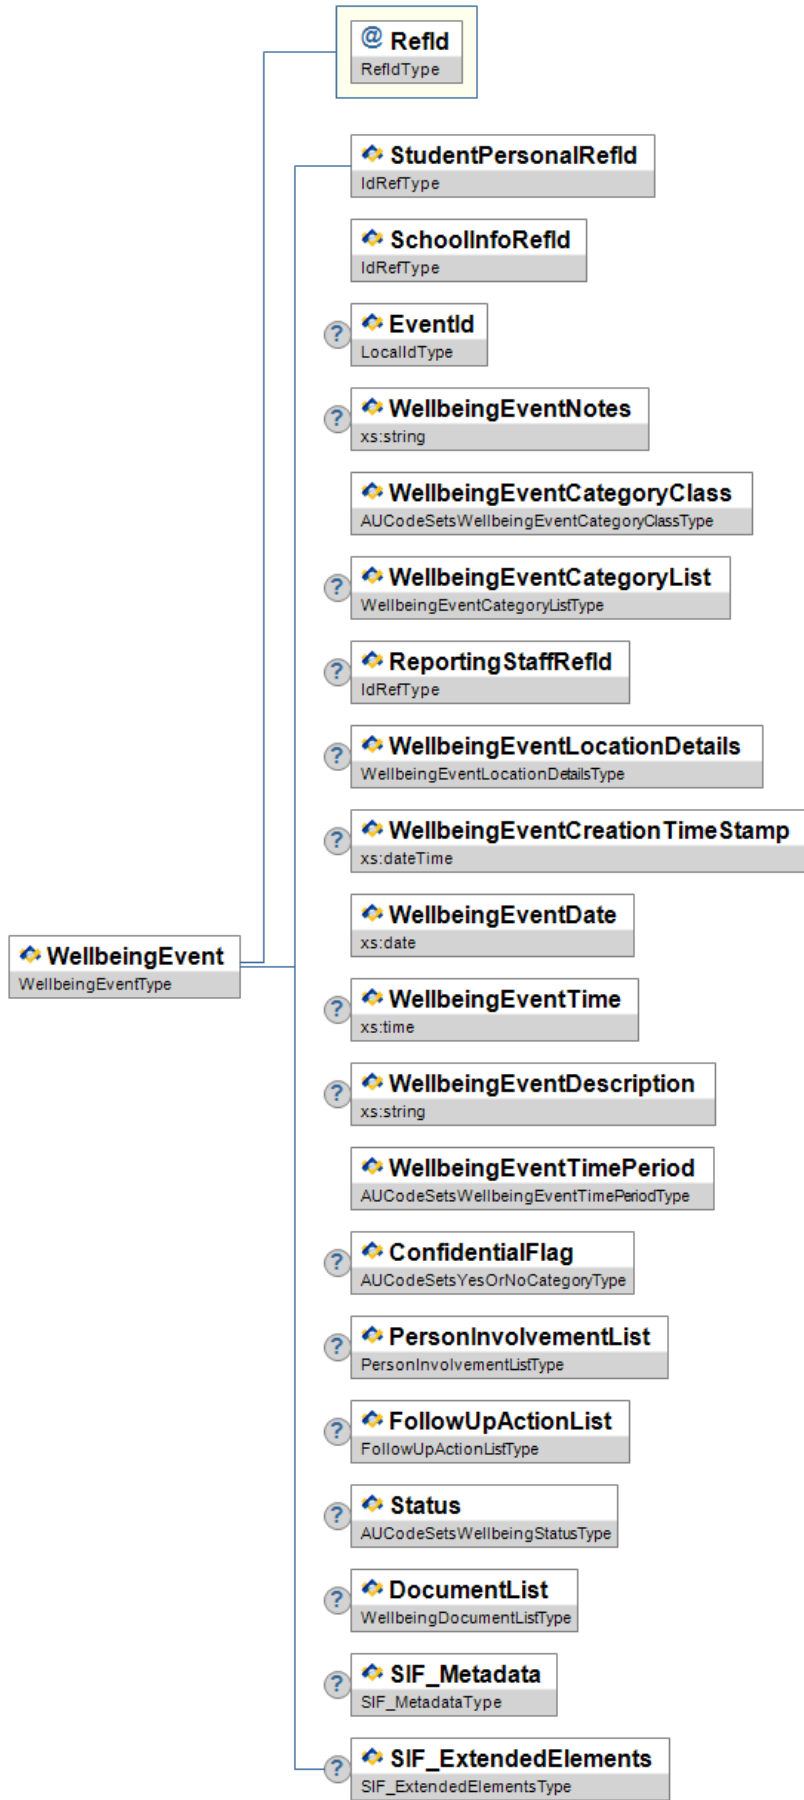 @ RefId
RefIdType
StudentPersonalRefId
IdRefType
SchoolInfoRefId
IdRefType
? EventId
LocalIdType
? WellbeingEventNotes
xs:string
WellbeingEventCategoryClass
AUCodeSetsWellbeingEventCategoryClassType
? WellbeingEventCategoryList
WellbeingEventCategoryListType
? ReportingStaffRefId
IdRefType
? WellbeingEventLocationDetails
WellbeingEventLocationDetailsType
? WellbeingEventCreationTimeStamp
xs:dateTime
WellbeingEventDate
xs:date
WellbeingEvent
WellbeingEventType
? WellbeingEventTime
xs:time
? WellbeingEventDescription
xs:string
WellbeingEventTimePeriod
AUCodeSetsWellbeingEventTimePeriodType
? ConfidentialFlag
AUCodeSetsYesOrNoCategoryType
? PersonInvolvementList
PersonInvolvementListType
? FollowUpActionList
FollowUpActionListType
? Status
AUCodeSetsWellbeingStatusType
? DocumentList
WellbeingDocumentListType
? SIF_Metadata
SIF_MetadataType
? SIF_ExtendedElements
SIF_ExtendedElementsType